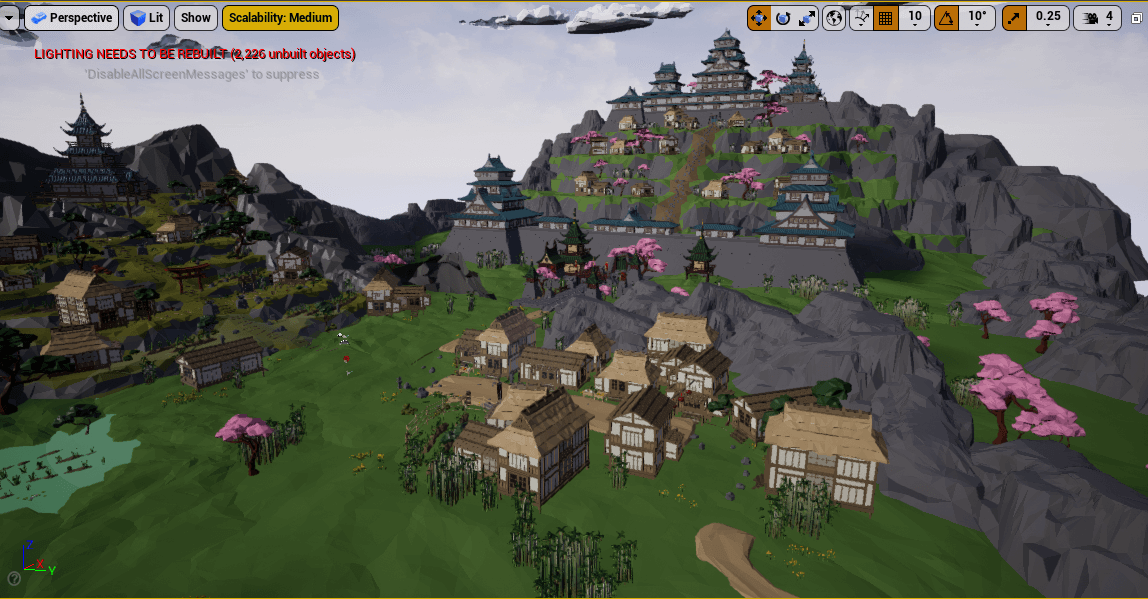 Perspective Lit Show Scalability: Medium 10 10° 0.25 4
LIGHTING NEEDS TO BE REBUILT (2,226 unbuilt objects)
'DisableAllScreenMessages' to suppress
Z
X
Y
?